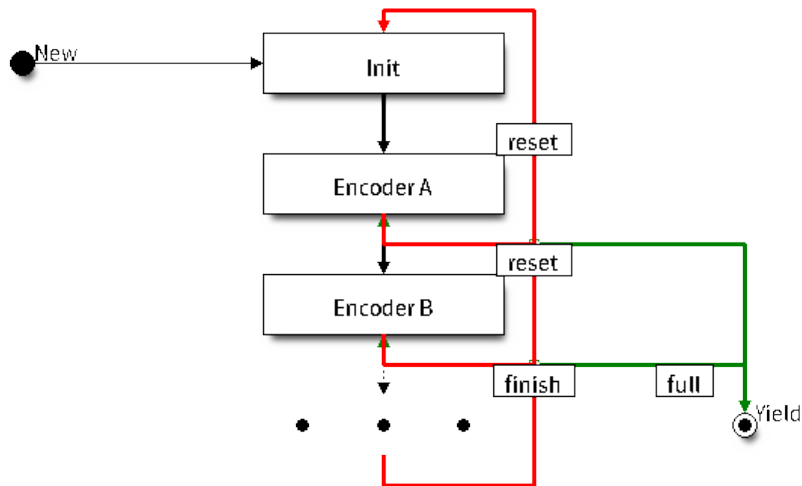 New
Init
reset
Encoder A
reset
Encoder B
finish
full
Yield